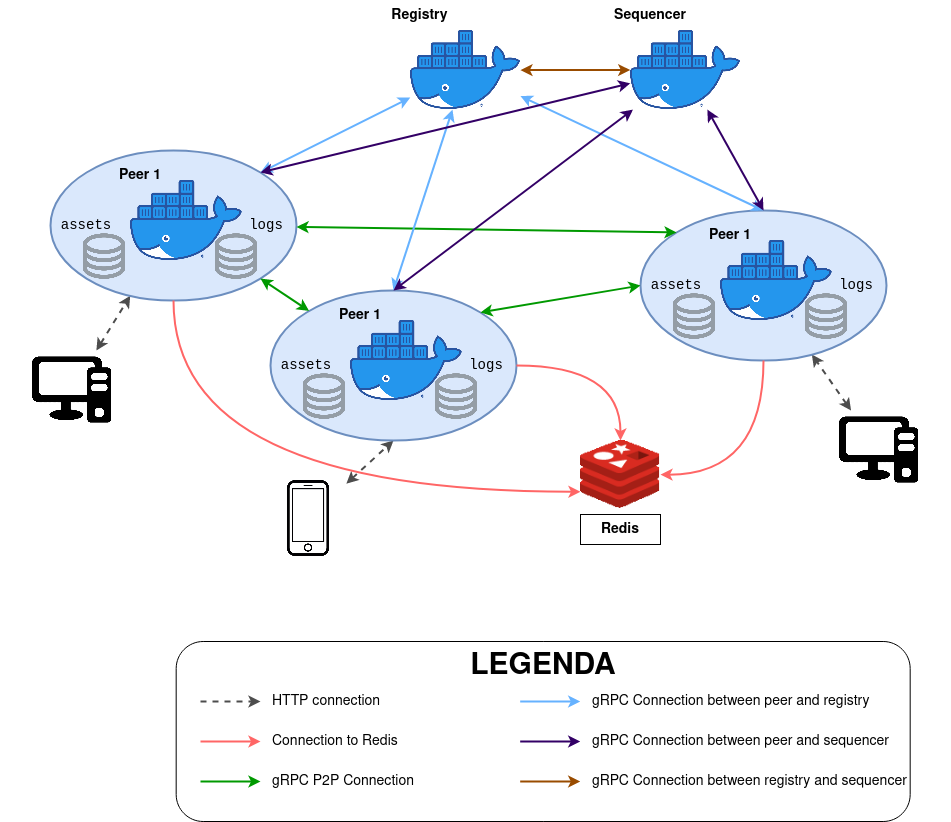 Registry
Sequencer
Peer 1
assets
logs
Peer 1
assets
logs
Peer 1
assets
logs
Redis
LEGENDA
HTTP connection
gRPC Connection between peer and registry
Connection to Redis
gRPC Connection between peer and sequencer
gRPC P2P Connection
gRPC Connection between registry and sequencer